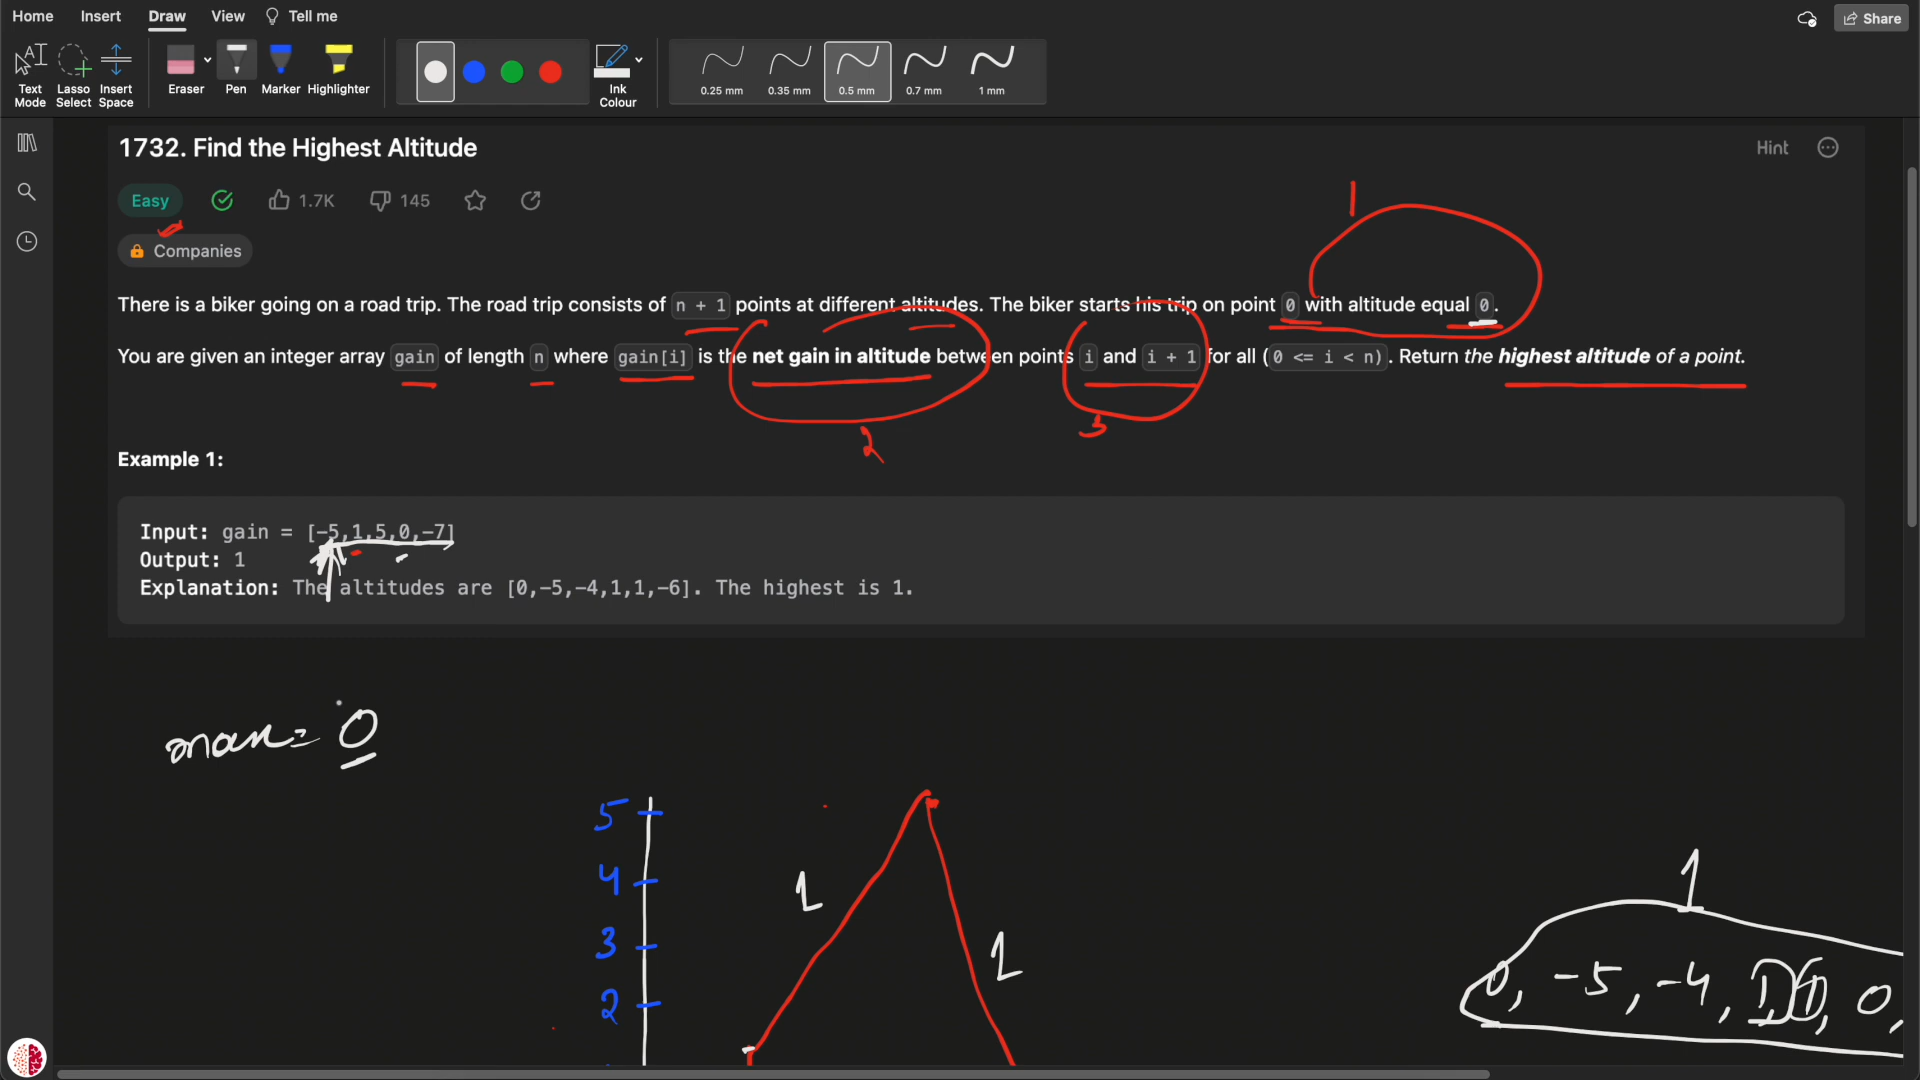 Home Insert Draw View Tell me Share
Text Mode Lasso Select Insert Space Eraser Pen Marker Highlighter Ink Colour 0.25 mm 0.35 mm 0.5 mm 0.7 mm 1 mm
1732. Find the Highest Altitude Hint
Easy 1.7K 145
Companies
1
There is a biker going on a road trip. The road trip consists of n + 1 points at different altitudes. The biker starts his trip on point 0 with altitude equal 0.
You are given an integer array gain of length n where gain[i] is the net gain in altitude between points i and i + 1 for all (0 <= i < n). Return the highest altitude of a point.
2 3
Example 1:
Input: gain = [-5,1,5,0,-7]
Output: 1
Explanation: The altitudes are [0,-5,-4,1,1,-6]. The highest is 1.
max = 0
5
4 1 1
3 1
0, -5, -4, 1, 0,
2